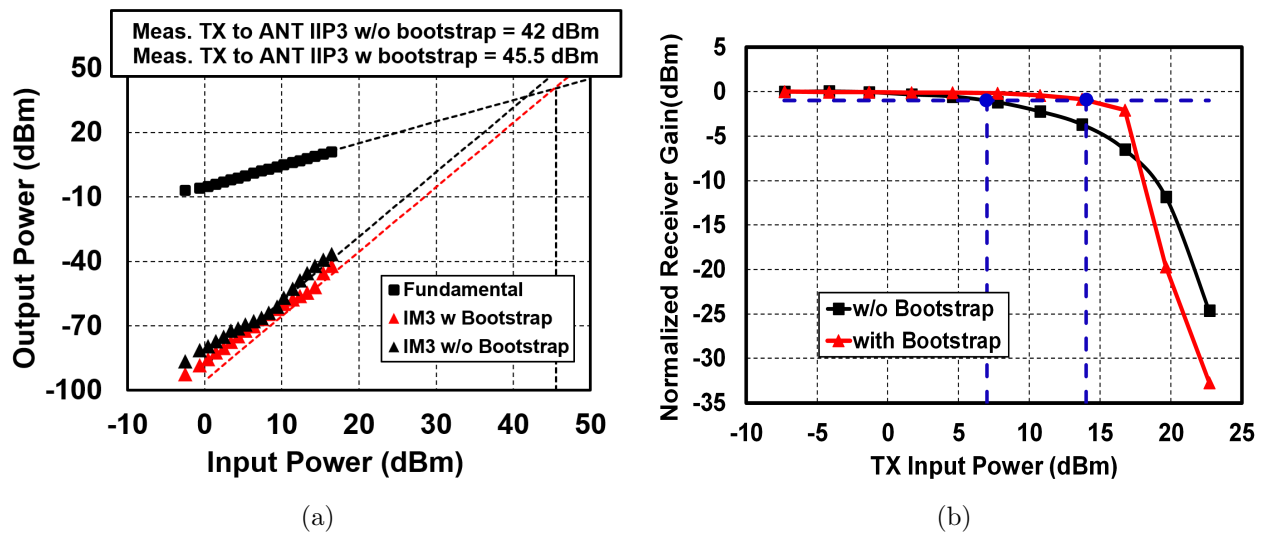 Meas. TX to ANT IIP3 w/o bootstrap = 42 dBm
Meas. TX to ANT IIP3 w bootstrap = 45.5 dBm
Output Power (dBm)
50
20
-10
-40
-70
-100
Fundamental
IM3 w Bootstrap
IM3 w/o Bootstrap
-10 0 10 20 30 40 50
Input Power (dBm)
(a)
Normalized Receiver Gain(dBm)
5
0
-5
-10
-15
-20
-25
-30
-35
w/o Bootstrap
with Bootstrap
-10 -5 0 5 10 15 20 25
TX Input Power (dBm)
(b)